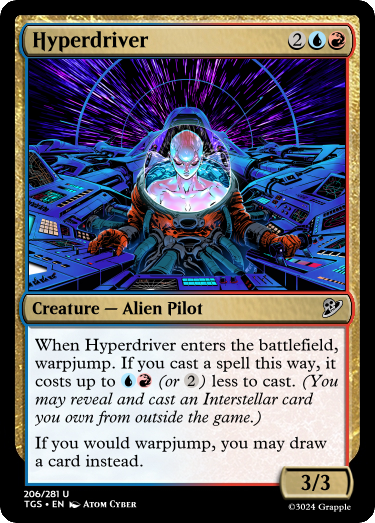 Hyperdriver 2
Creature — Alien Pilot
When Hyperdriver enters the battlefield,
warpjump. If you cast a spell this way, it
costs up to (or 2) less to cast. (You
may reveal and cast an Interstellar card
you own from outside the game.)
If you would warpjump, you may draw
a card instead.
3/3
206/281 U
TGS • EN Atom Cyber
©3024 Grapple